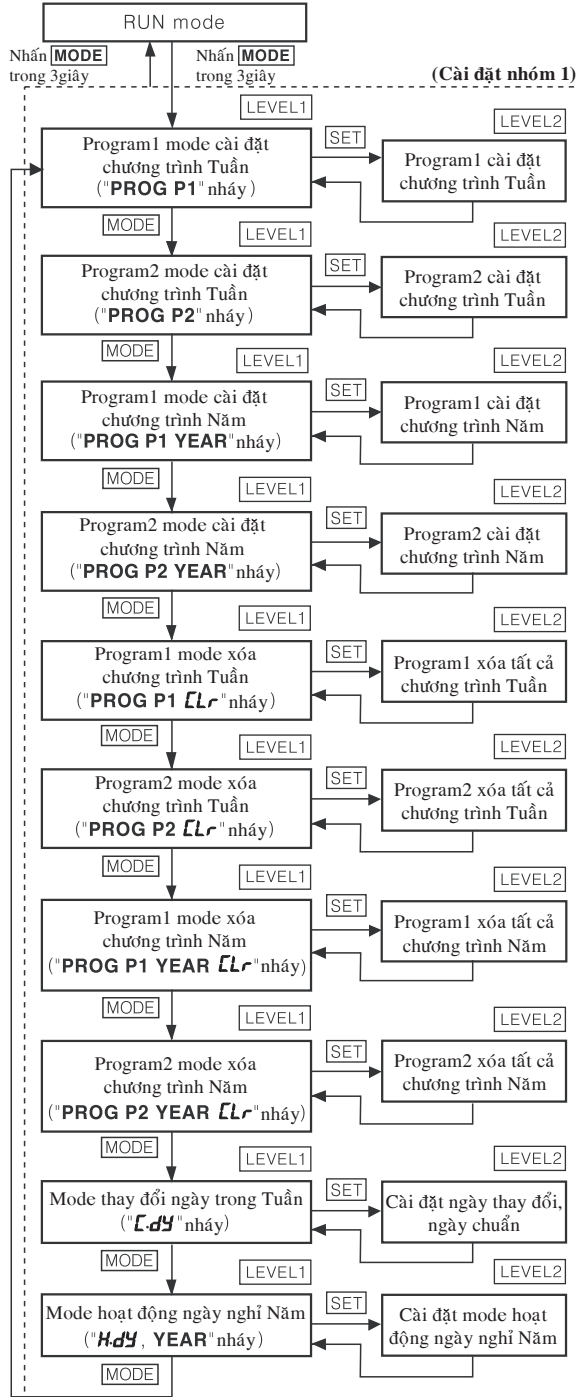 RUN mode
Nhấn MODE
trong 3giây
Nhấn MODE
trong 3giây
(Cài đặt nhóm 1)
LEVEL1
Program1 mode cài đặt
chương trình Tuần
("PROG P1"nháy)
SET
LEVEL2
Program1 cài đặt
chương trình Tuần
MODE
LEVEL1
Program2 mode cài đặt
chương trình Tuần
("PROG P2"nháy)
SET
LEVEL2
Program2 cài đặt
chương trình Tuần
MODE
LEVEL1
Program1 mode cài đặt
chương trình Năm
("PROG P1 YEAR"nháy)
SET
LEVEL2
Program1 cài đặt
chương trình Năm
MODE
LEVEL1
Program2 mode cài đặt
chương trình Năm
("PROG P2 YEAR"nháy)
SET
LEVEL2
Program2 cài đặt
chương trình Năm
MODE
LEVEL1
Program1 mode xóa
chương trình Tuần
("PROG P1 CLr"nháy)
SET
LEVEL2
Program1 xóa tất cả
chương trình Tuần
MODE
LEVEL1
Program2 mode xóa
chương trình Tuần
("PROG P2 CLr"nháy)
SET
LEVEL2
Program2 xóa tất cả
chương trình Tuần
MODE
LEVEL1
Program1 mode xóa
chương trình Năm
("PROG P1 YEAR CLr"nháy)
SET
LEVEL2
Program1 xóa tất cả
chương trình Năm
MODE
LEVEL1
Program2 mode xóa
chương trình Năm
("PROG P2 YEAR CLr"nháy)
SET
LEVEL2
Program2 xóa tất cả
chương trình Năm
MODE
LEVEL1
Mode thay đổi ngày trong Tuần
("C.dY"nháy)
SET
LEVEL2
Cài đặt ngày thay đổi,
ngày chuẩn
MODE
LEVEL1
Mode hoạt động ngày nghỉ Năm
("H.dY, YEAR"nháy)
SET
LEVEL2
Cài đặt mode hoạt
động ngày nghỉ Năm
MODE